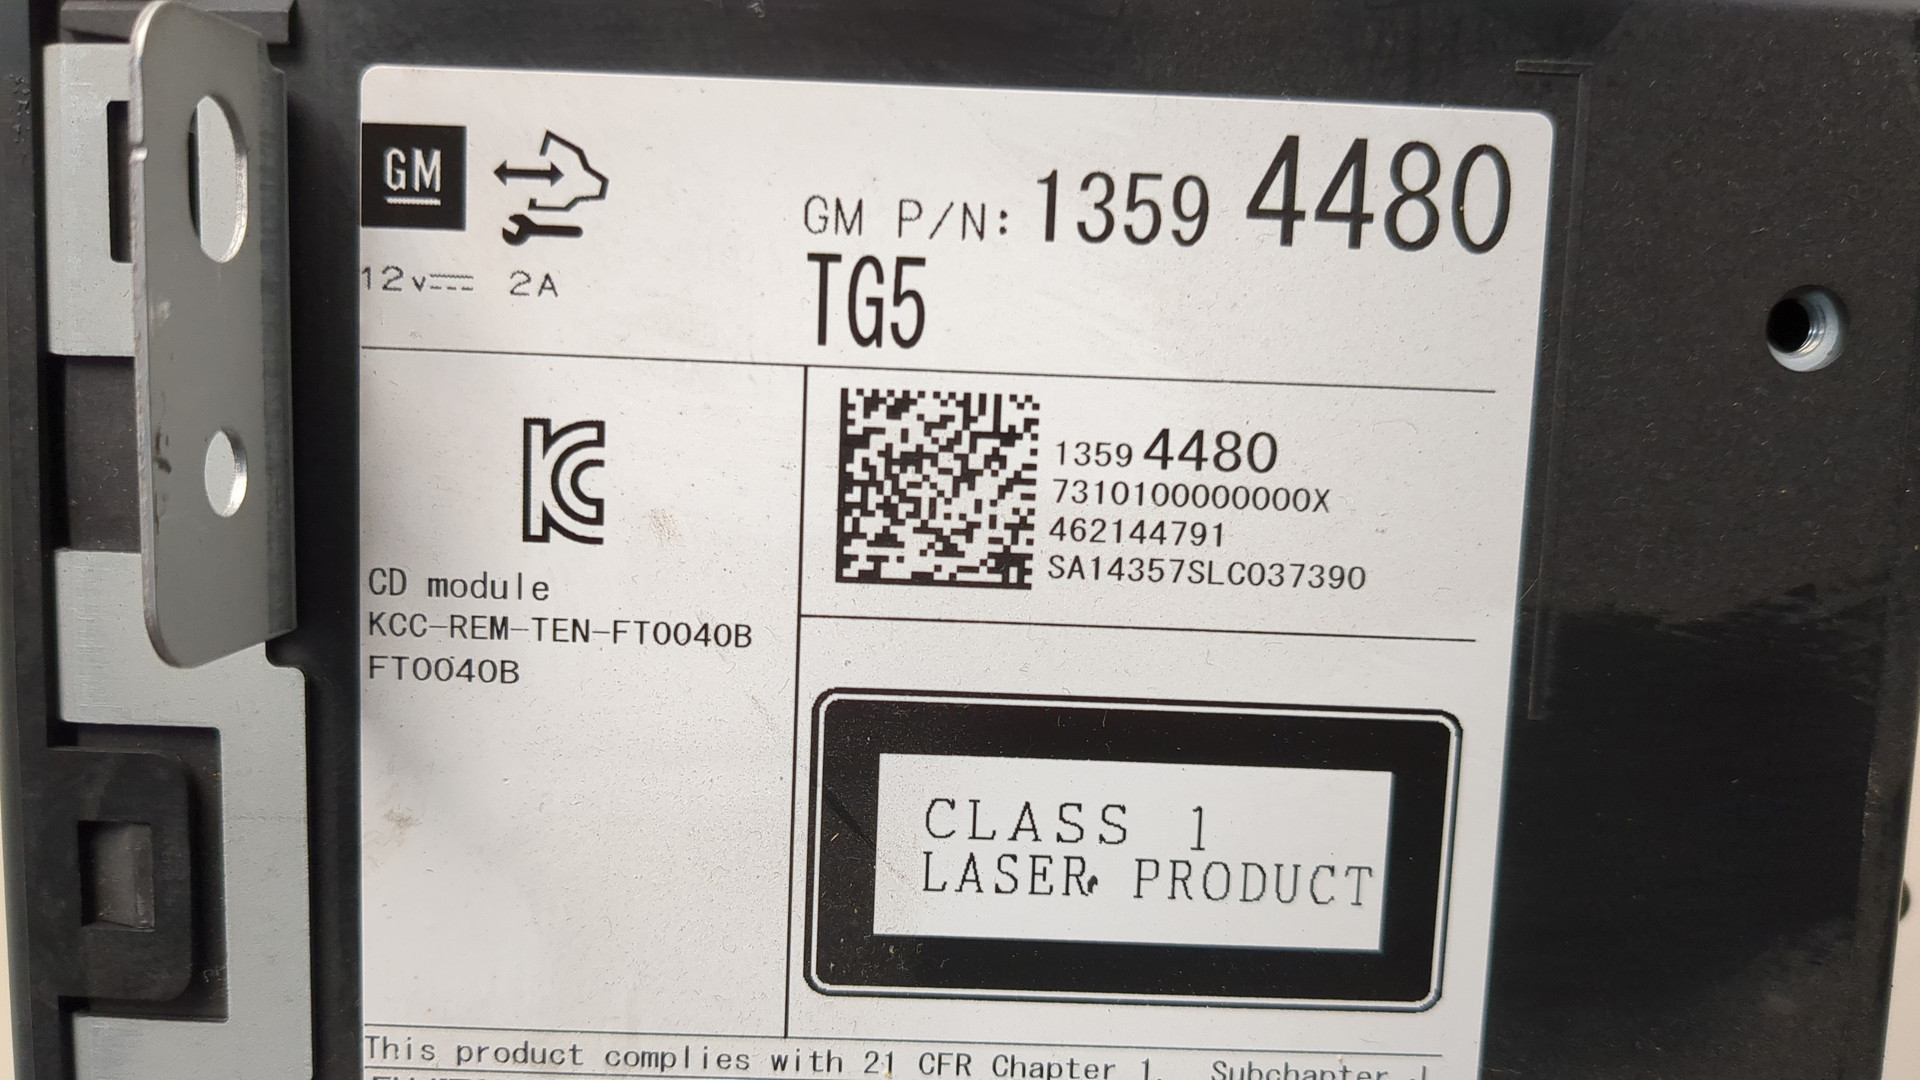 GM
GM P/N: 1359 4480
12v 2A
TG5
1359 4480
7310100000000X
462144791
SA14357SLC037390
CD module
KCC-REM-TEN-FT0040B
FT0040B
CLASS 1
LASER PRODUCT
This product complies with 21 CFR Chapter 1, Subchapter J